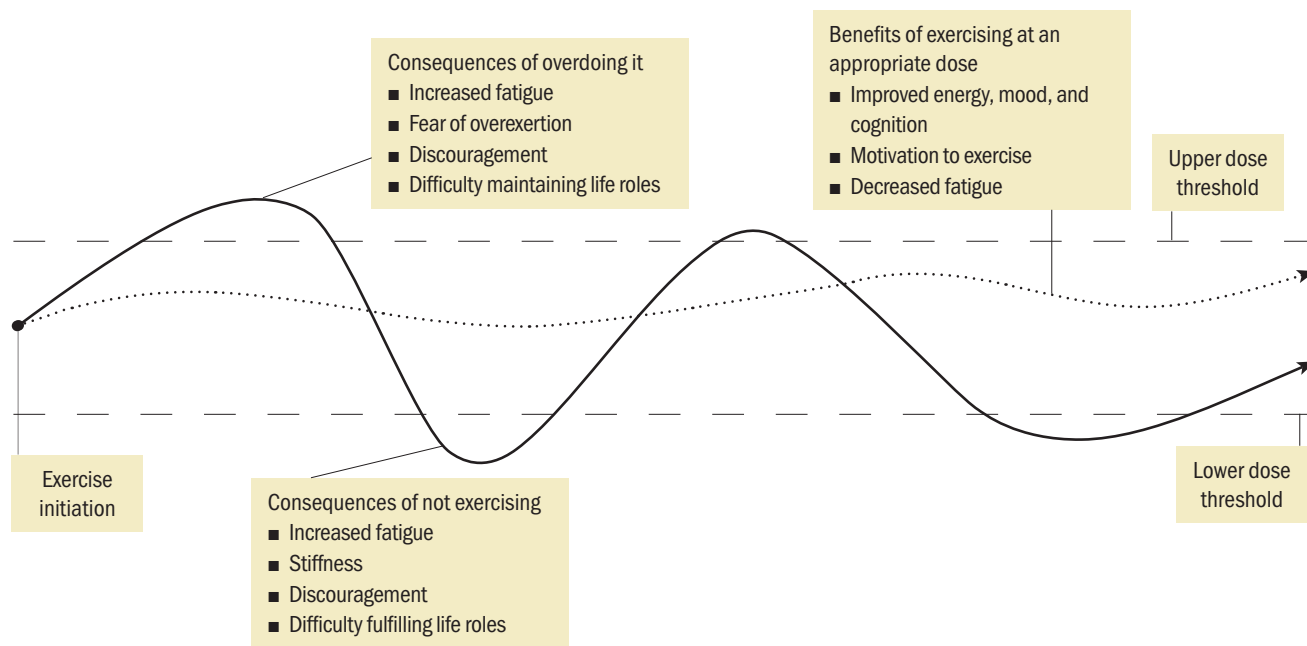 Consequences of overdoing it
■ Increased fatigue
■ Fear of overexertion
■ Discouragement
■ Difficulty maintaining life roles
Benefits of exercising at an
appropriate dose
■ Improved energy, mood, and
cognition
■ Motivation to exercise
■ Decreased fatigue
Upper dose
threshold
Exercise
initiation
Consequences of not exercising
■ Increased fatigue
■ Stiffness
■ Discouragement
■ Difficulty fulfilling life roles
Lower dose
threshold